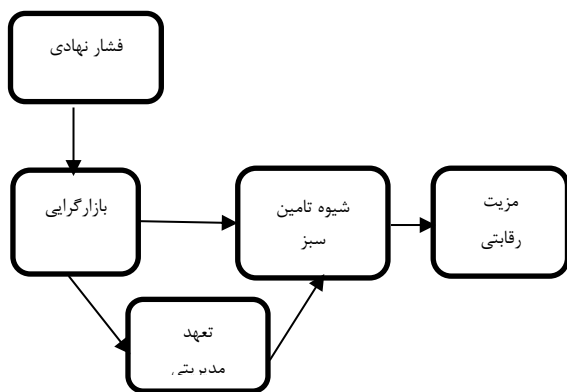 فشار نهادی
بازارگرایی
شیوه تامین
سبز
مزیت
رقابتی
تعهد
مدیریتی